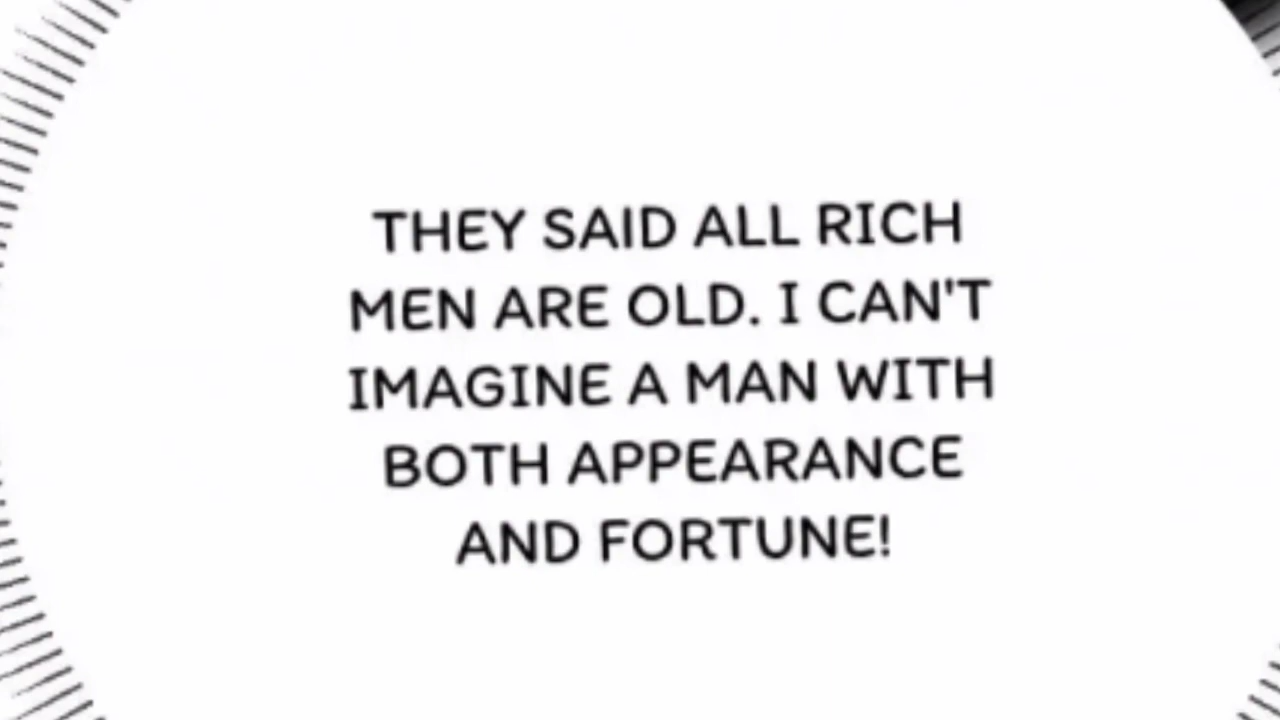 THEY SAID ALL RICH
MEN ARE OLD. I CAN'T
IMAGINE A MAN WITH
BOTH APPEARANCE
AND FORTUNE!